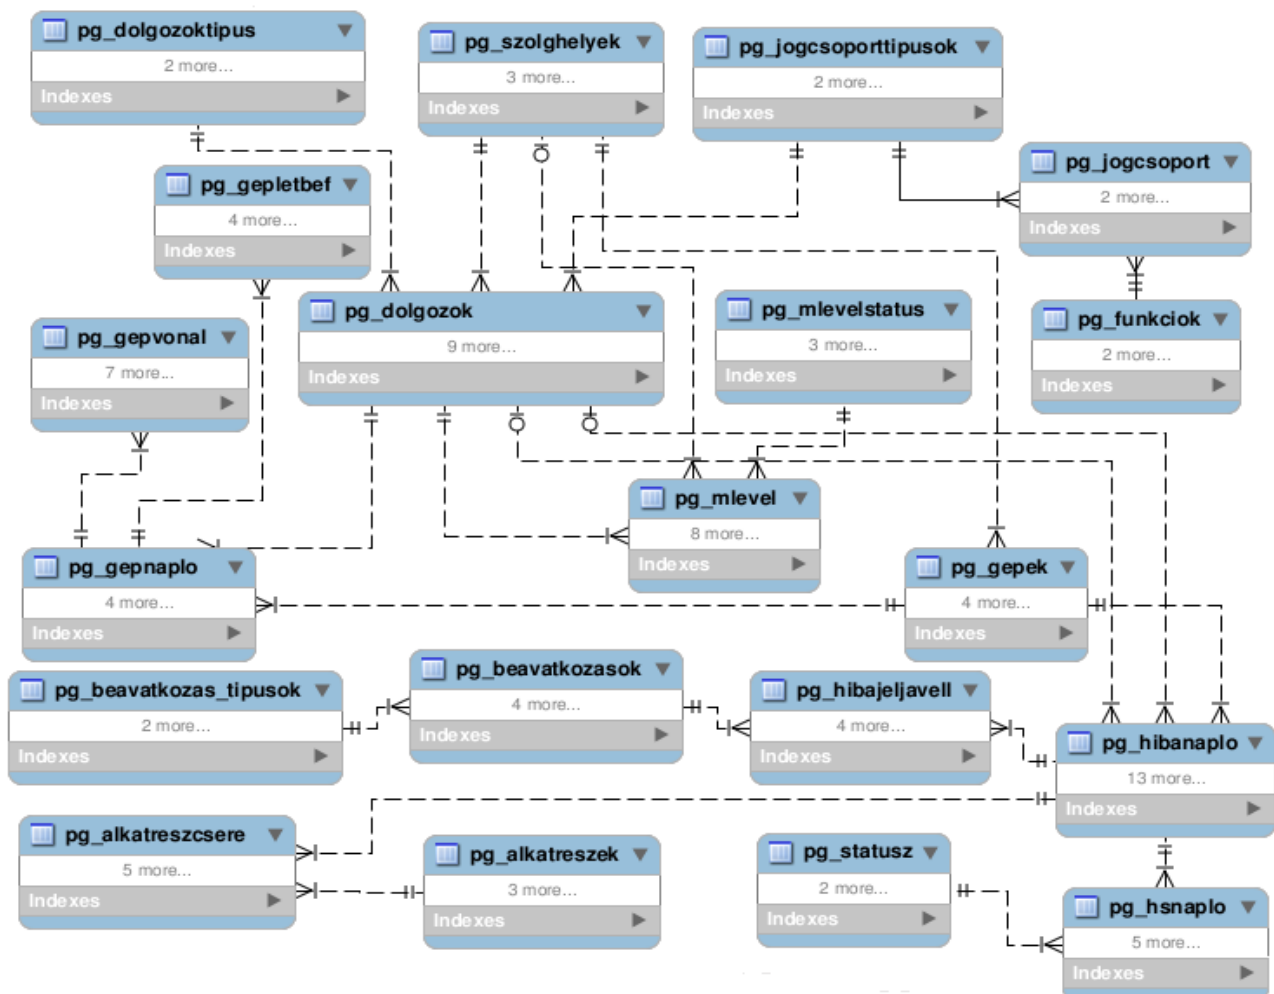 pg_dolgozoktipus
2 more...
Indexes
pg_szolghelyek
3 more...
Indexes
pg_jogcsoporttipusok
2 more...
Indexes
pg_jogcsoport
2 more...
Indexes
pg_gepletbef
4 more...
Indexes
pg_dolgozok
9 more...
Indexes
pg_mlevelstatus
3 more...
Indexes
pg_funkciok
2 more...
Indexes
pg_gepvonal
7 more...
Indexes
pg_mlevel
8 more...
Indexes
pg_gepnaplo
4 more...
Indexes
pg_gepek
4 more...
Indexes
pg_beavatkozas_tipusok
2 more...
Indexes
pg_beavatkozasok
4 more...
Indexes
pg_hibajeljavell
4 more...
Indexes
pg_hibanaplo
13 more...
Indexes
pg_alkatreszcsere
5 more...
Indexes
pg_alkatreszek
3 more...
Indexes
pg_statusz
2 more...
Indexes
pg_hsnaplo
5 more...
Indexes